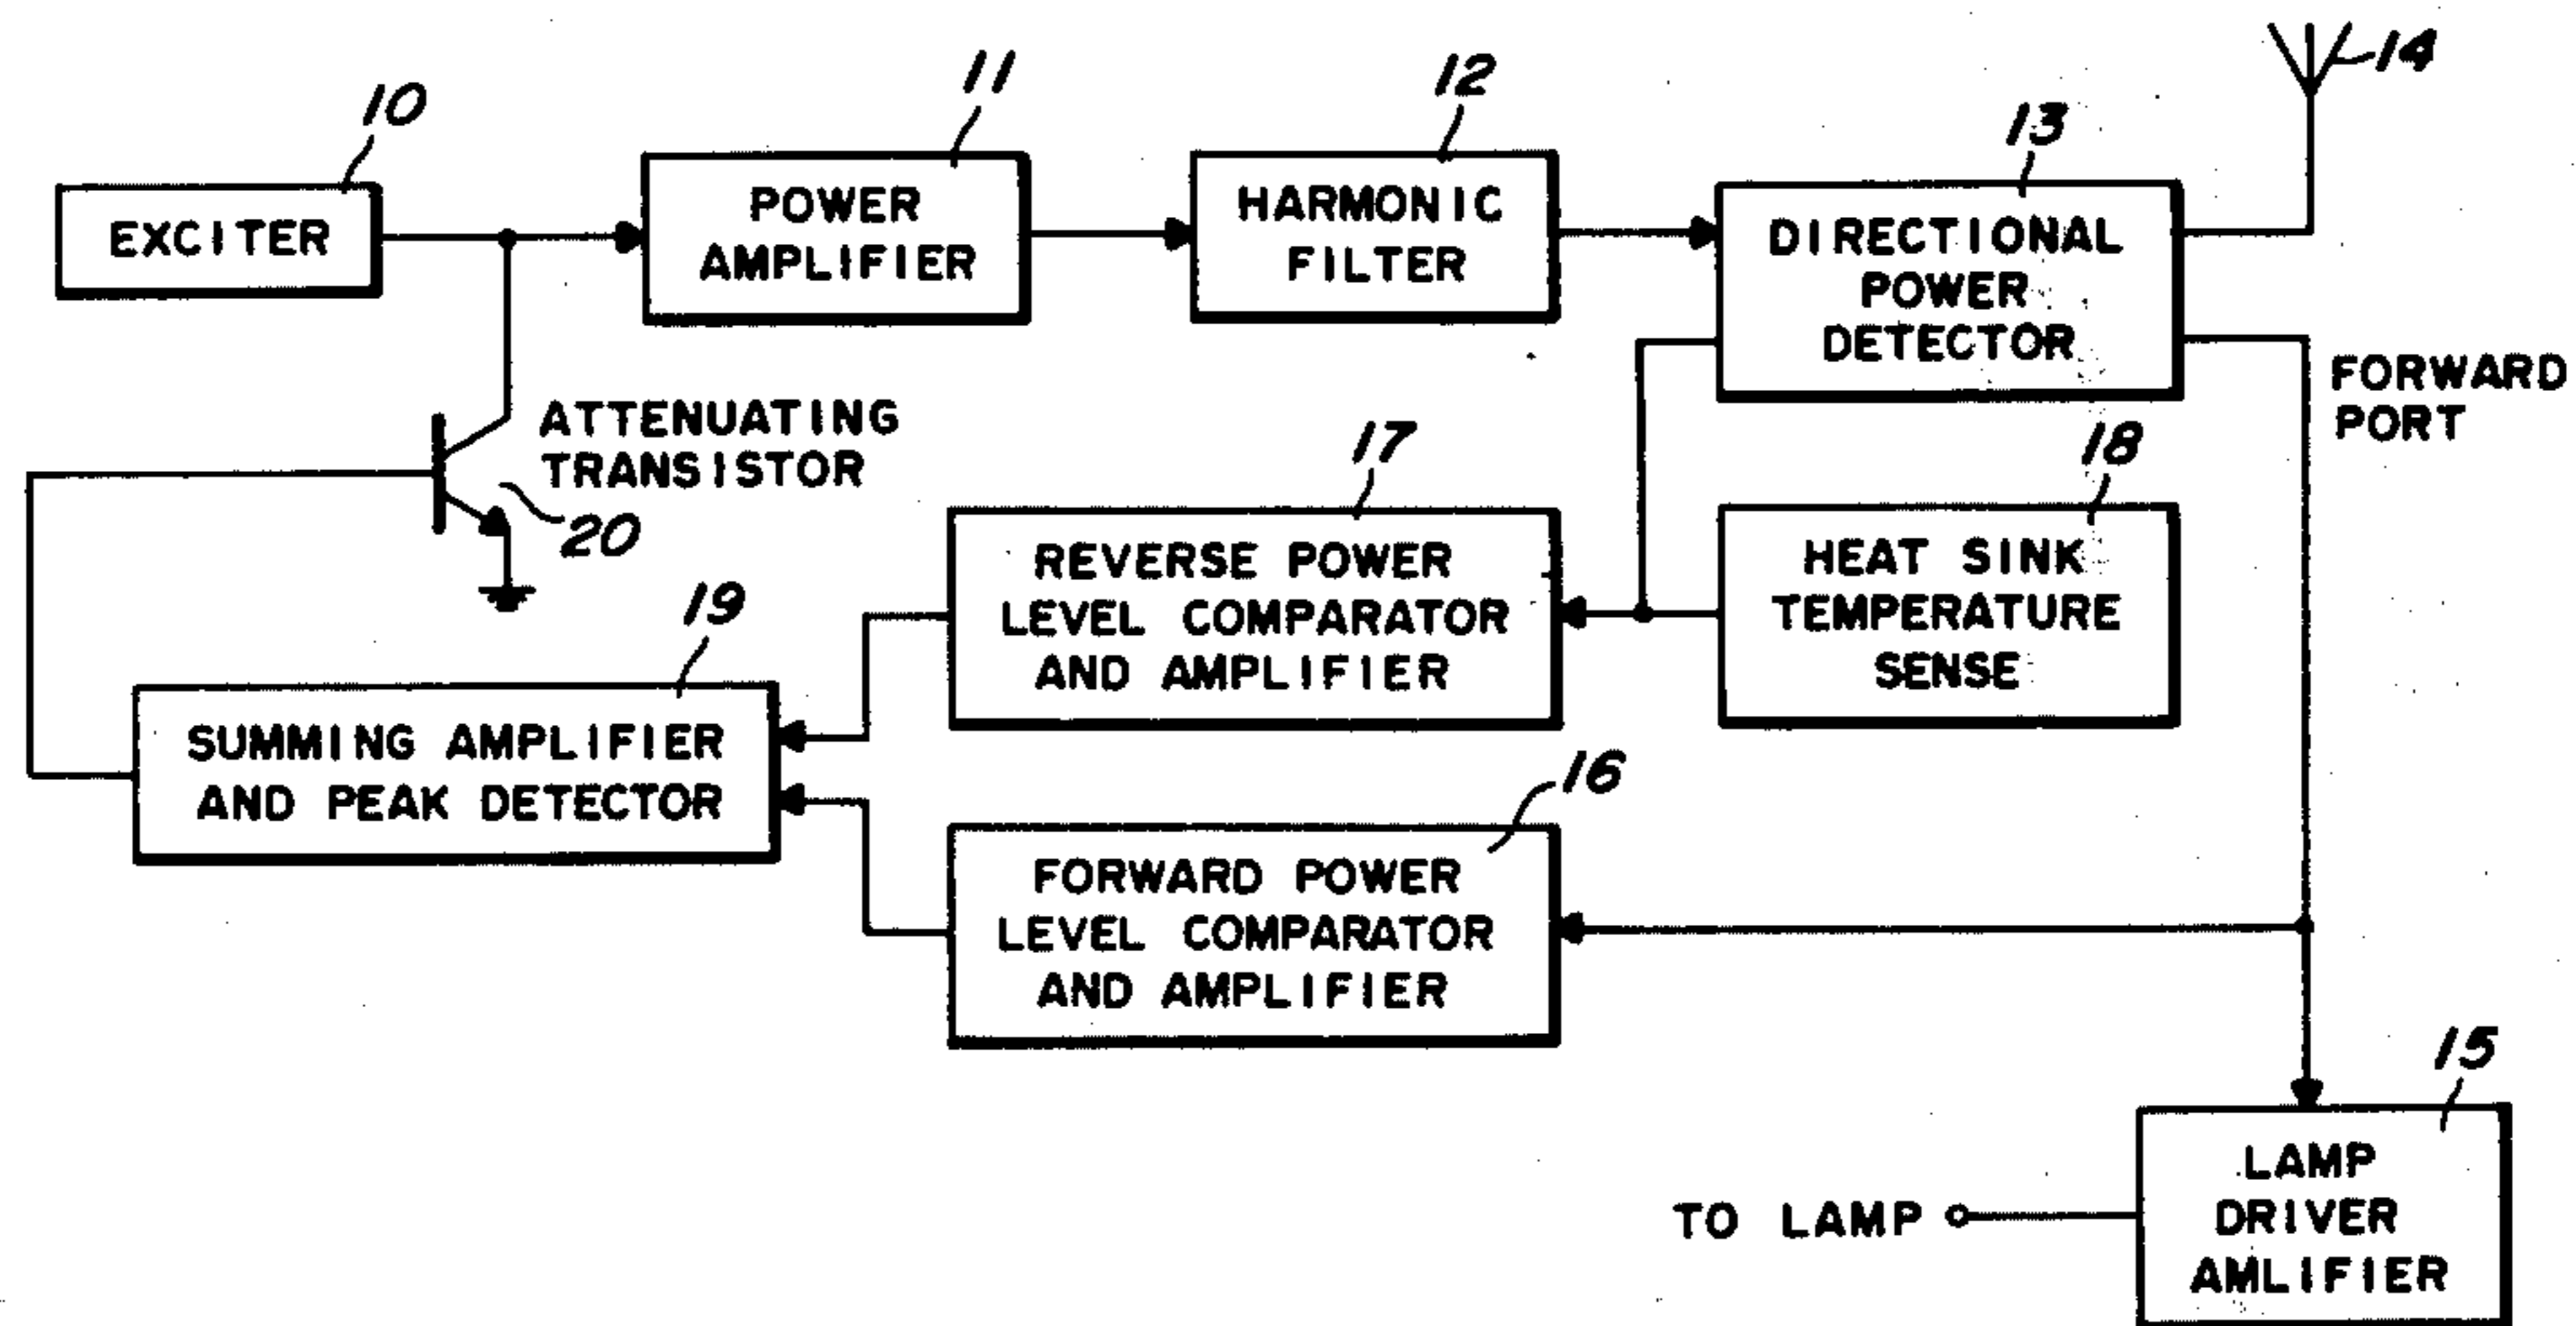 10
EXCITER
11
POWER
AMPLIFIER
12
HARMONIC
FILTER
13
DIRECTIONAL
POWER
DETECTOR
14
FORWARD
PORT
ATTENUATING
TRANSISTOR
20
17
REVERSE POWER
LEVEL COMPARATOR
AND AMPLIFIER
18
HEAT SINK
TEMPERATURE
SENSE
19
SUMMING AMPLIFIER
AND PEAK DETECTOR
16
FORWARD POWER
LEVEL COMPARATOR
AND AMPLIFIER
15
LAMP
DRIVER
AMLIFIER
TO LAMP